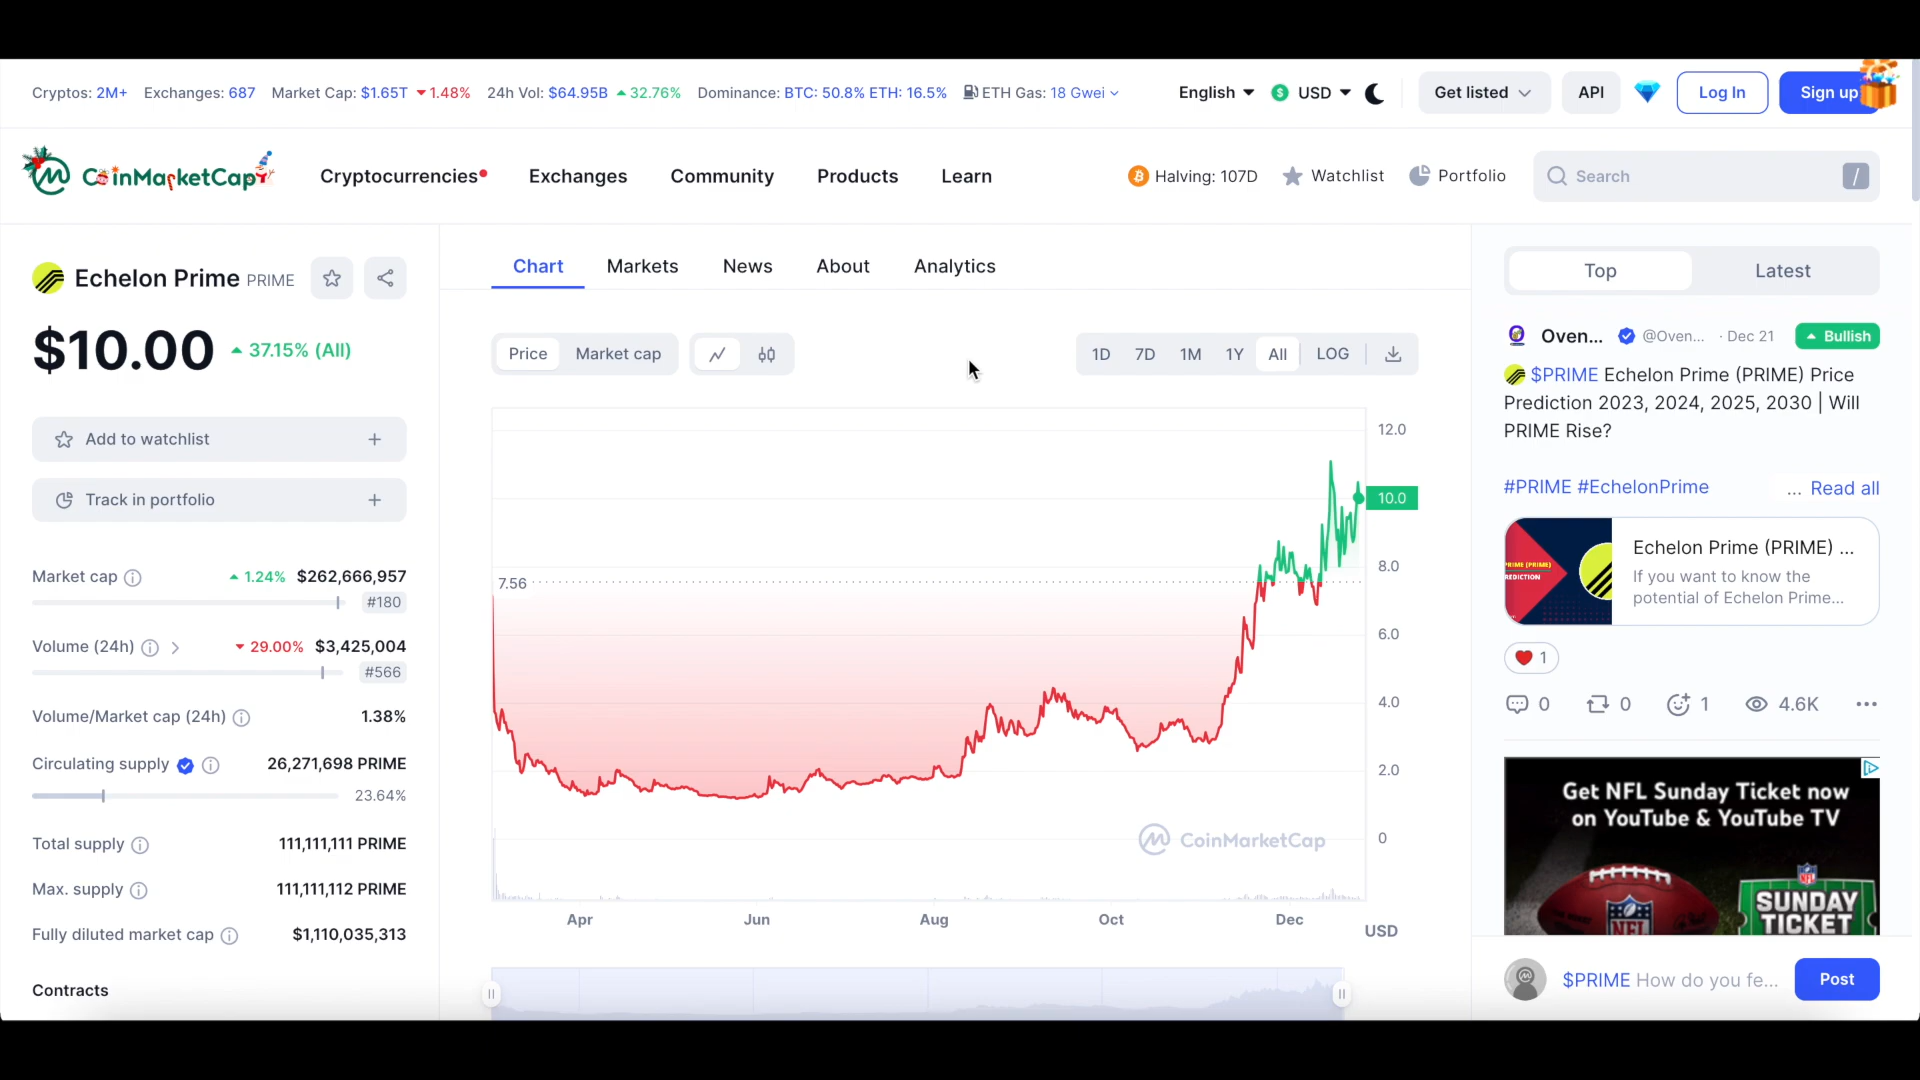 Cryptos: 2M+ Exchanges: 687 Market Cap: $1.65T 1.48% 24h Vol: $64.95B 32.76% Dominance: BTC: 50.8% ETH: 16.5% ETH Gas: 18 Gwei English USD Get listed API Log In Sign up
CoinMarketCap Cryptocurrencies Exchanges Community Products Learn Halving: 107D Watchlist Portfolio Search /
Echelon Prime PRIME
$10.00 37.15% (All)
Add to watchlist +
Track in portfolio +
Market cap 1.24% $262,666,957
#180
Volume (24h) 29.00% $3,425,004
#566
Volume/Market cap (24h) 1.38%
Circulating supply 26,271,698 PRIME
23.64%
Total supply 111,111,111 PRIME
Max. supply 111,111,112 PRIME
Fully diluted market cap $1,110,035,313
Contracts
Chart Markets News About Analytics
Price Market cap 1D 7D 1M 1Y All LOG
12.0
10.0
8.0
7.56
6.0
4.0
2.0
0
CoinMarketCap
Apr Jun Aug Oct Dec
USD
Top Latest
Oven... @Oven... · Dec 21 Bullish
$PRIME Echelon Prime (PRIME) Price
Prediction 2023, 2024, 2025, 2030 | Will
PRIME Rise?
#PRIME #EchelonPrime ... Read all
PRIME (PRIME)
REDICTION
Echelon Prime (PRIME) ...
If you want to know the
potential of Echelon Prime...
1
0 0 1 4.6K
Get NFL Sunday Ticket now
on YouTube & YouTube TV
NFL
NFL
SUNDAY
TICKET
$PRIME How do you fe... Post